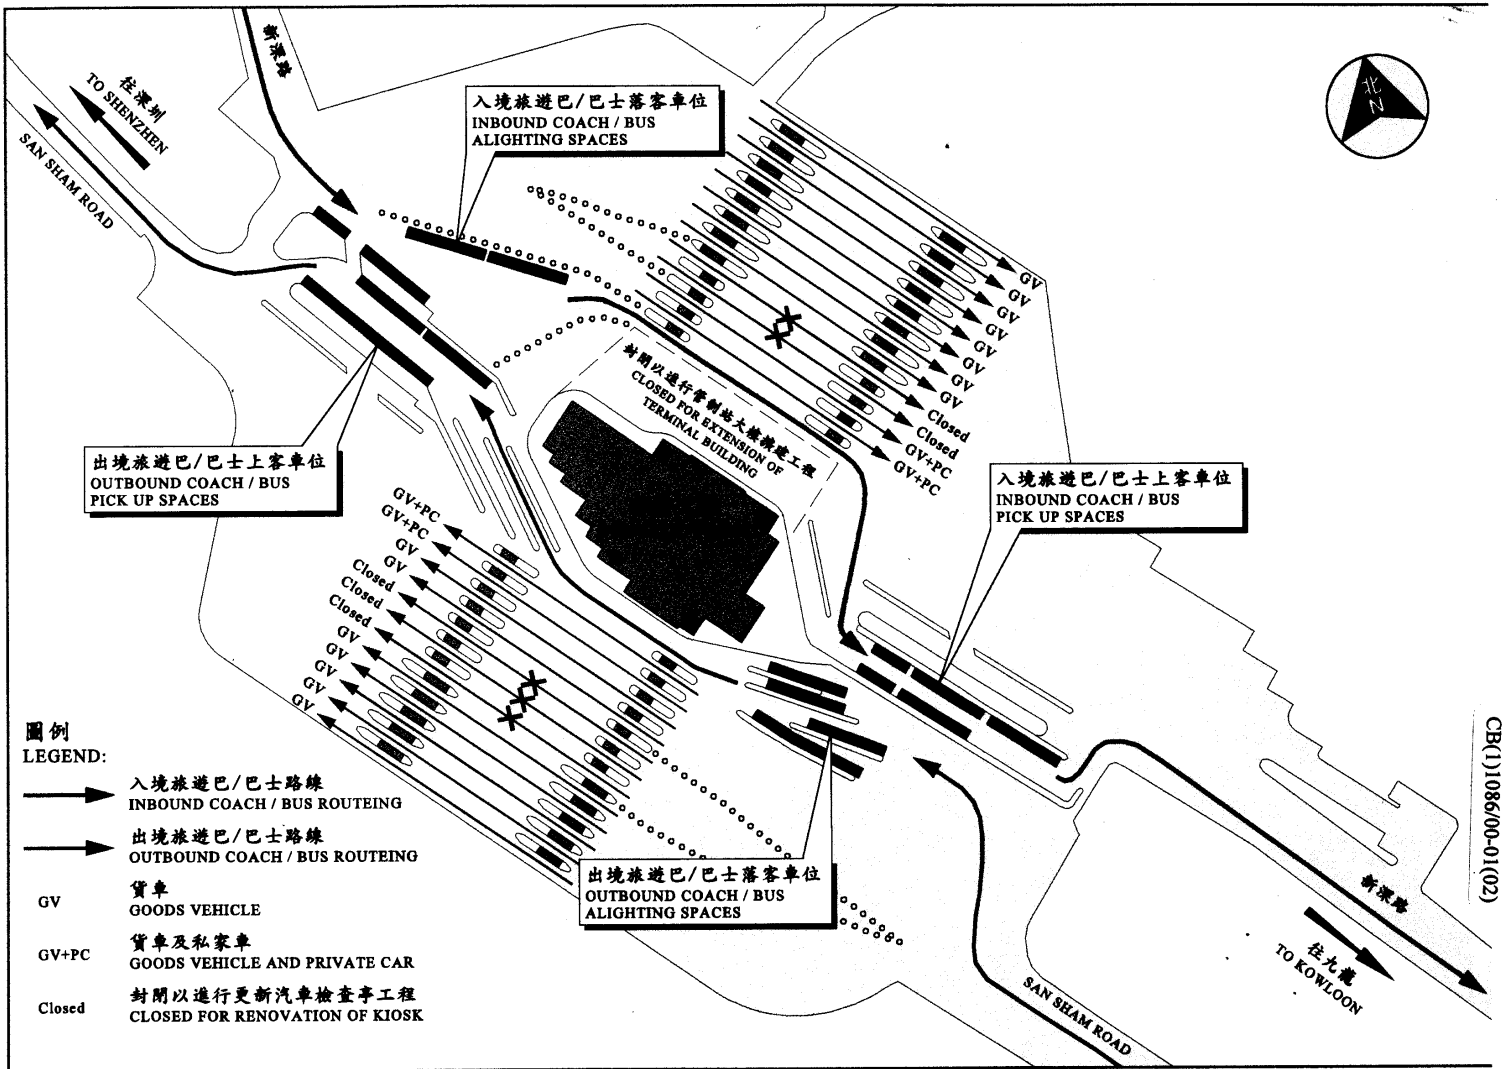 新深路
往深圳
TO SHENZHEN
SAN SHAM ROAD
入境旅遊巴/巴士落客車位
INBOUND COACH / BUS
ALIGHTING SPACES
北
N
GV
GV
GV
GV
GV
GV
GV
Closed
Closed
GV+PC
GV+PC
封閉以進行管制站大樓擴建工程
CLOSED FOR EXTENSION OF
TERMINAL BUILDING
出境旅遊巴/巴士上客車位
OUTBOUND COACH / BUS
PICK UP SPACES
入境旅遊巴/巴士上客車位
INBOUND COACH / BUS
PICK UP SPACES
GV+PC
GV+PC
GV
GV
Closed
Closed
Closed
GV
GV
GV
GV
GV
出境旅遊巴/巴士落客車位
OUTBOUND COACH / BUS
ALIGHTING SPACES
新深路
往九龍
TO KOWLOON
SAN SHAM ROAD
CB(1)1086/00-01(02)
圖例
LEGEND:
入境旅遊巴/巴士路線
INBOUND COACH / BUS ROUTEING
出境旅遊巴/巴士路線
OUTBOUND COACH / BUS ROUTEING
GV 貨車
GOODS VEHICLE
GV+PC 貨車及私家車
GOODS VEHICLE AND PRIVATE CAR
Closed 封閉以進行更新汽車檢查亭工程
CLOSED FOR RENOVATION OF KIOSK